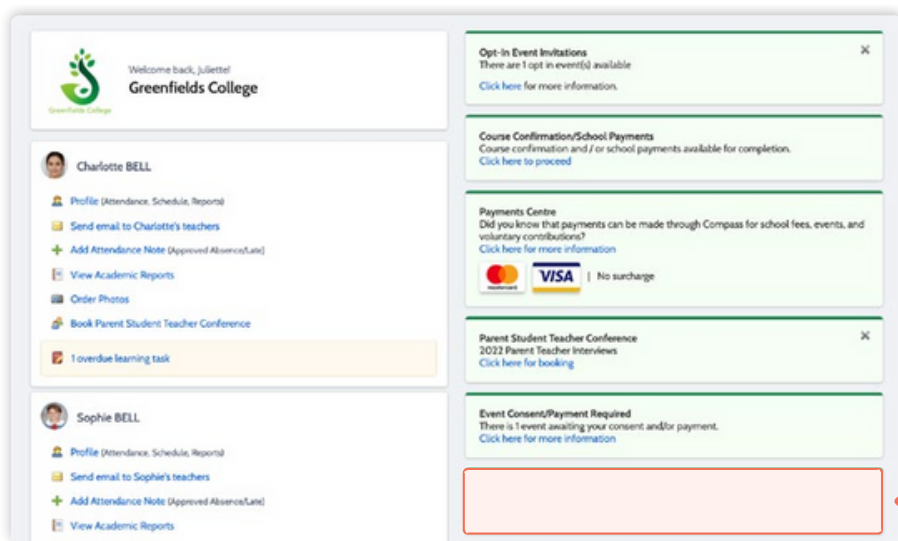 Welcome back, Juliette!
Greenfields College
Greenfields College
Charlotte BELL
Profile (Attendance, Schedule, Reports)
Send email to Charlotte's teachers
Add Attendance Note (Approved Absence/Late)
View Academic Reports
Order Photos
Book Parent Student Teacher Conference
1 overdue learning task
Sophie BELL
Profile (Attendance, Schedule, Reports)
Send email to Sophie's teachers
Add Attendance Note (Approved Absence/Late)
View Academic Reports
Opt-In Event Invitations
There are 1 opt in event(s) available
Click here for more information.
Course Confirmation/School Payments
Course confirmation and / or school payments available for completion.
Click here to proceed
Payments Centre
Did you know that payments can be made through Compass for school fees, events, and
voluntary contributions?
Click here for more information
mastercard VISA | No surcharge
Parent Student Teacher Conference
2022 Parent Teacher Interviews
Click here for booking
Event Consent/Payment Required
There is 1 event awaiting your consent and/or payment.
Click here for more information